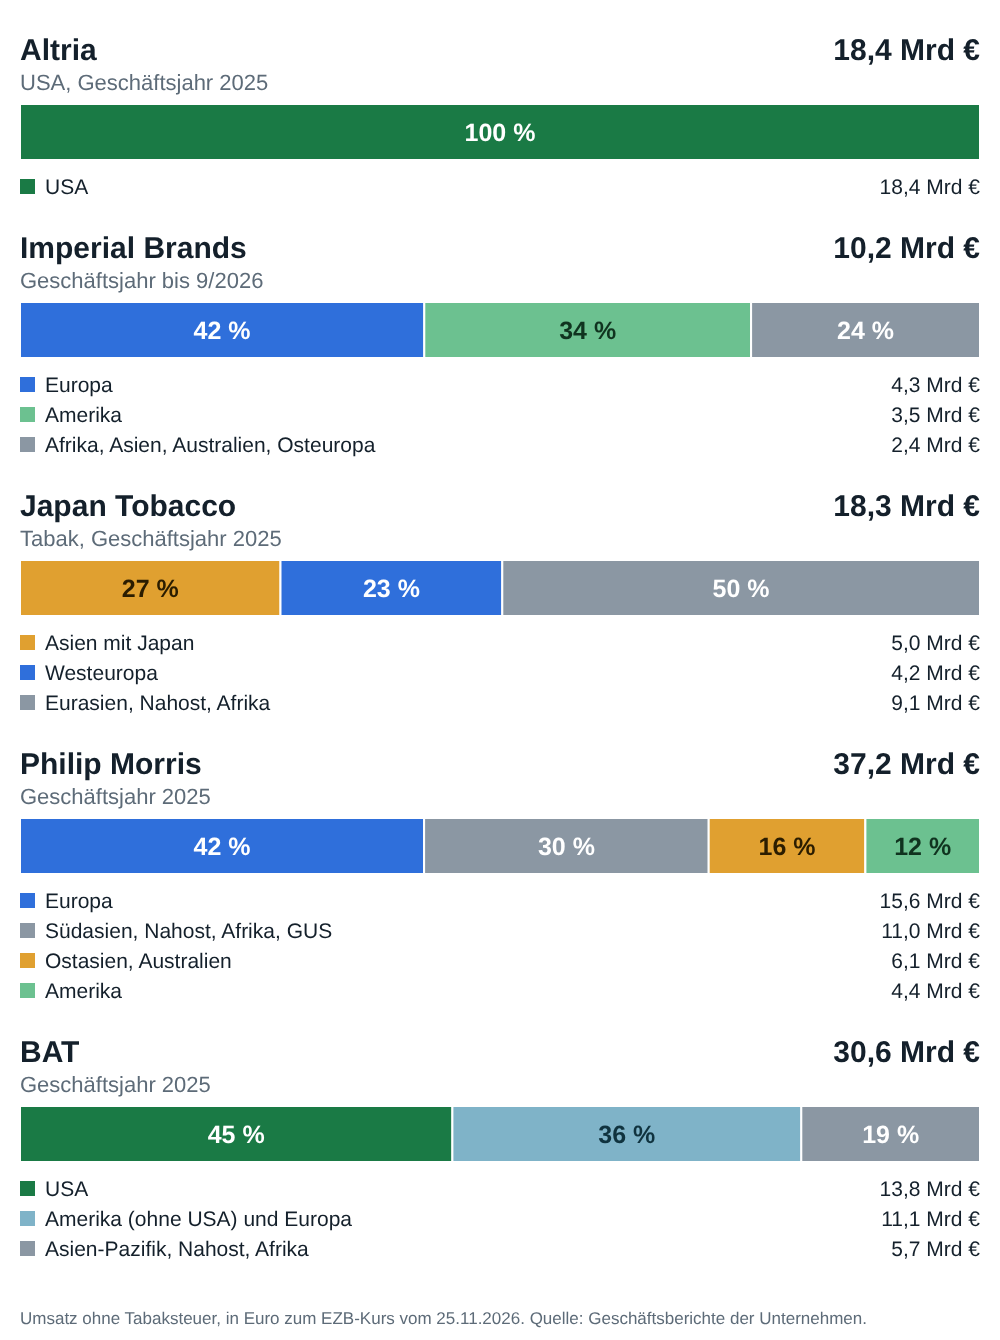 Altria 18,4 Mrd €
USA, Geschäftsjahr 2025
100 %
USA 18,4 Mrd €
Imperial Brands 10,2 Mrd €
Geschäftsjahr bis 9/2026
42 % 34 % 24 %
Europa 4,3 Mrd €
Amerika 3,5 Mrd €
Afrika, Asien, Australien, Osteuropa 2,4 Mrd €
Japan Tobacco 18,3 Mrd €
Tabak, Geschäftsjahr 2025
27 % 23 % 50 %
Asien mit Japan 5,0 Mrd €
Westeuropa 4,2 Mrd €
Eurasien, Nahost, Afrika 9,1 Mrd €
Philip Morris 37,2 Mrd €
Geschäftsjahr 2025
42 % 30 % 16 % 12 %
Europa 15,6 Mrd €
Südasien, Nahost, Afrika, GUS 11,0 Mrd €
Ostasien, Australien 6,1 Mrd €
Amerika 4,4 Mrd €
BAT 30,6 Mrd €
Geschäftsjahr 2025
45 % 36 % 19 %
USA 13,8 Mrd €
Amerika (ohne USA) und Europa 11,1 Mrd €
Asien-Pazifik, Nahost, Afrika 5,7 Mrd €
Umsatz ohne Tabaksteuer, in Euro zum EZB-Kurs vom 25.11.2026. Quelle: Geschäftsberichte der Unternehmen.